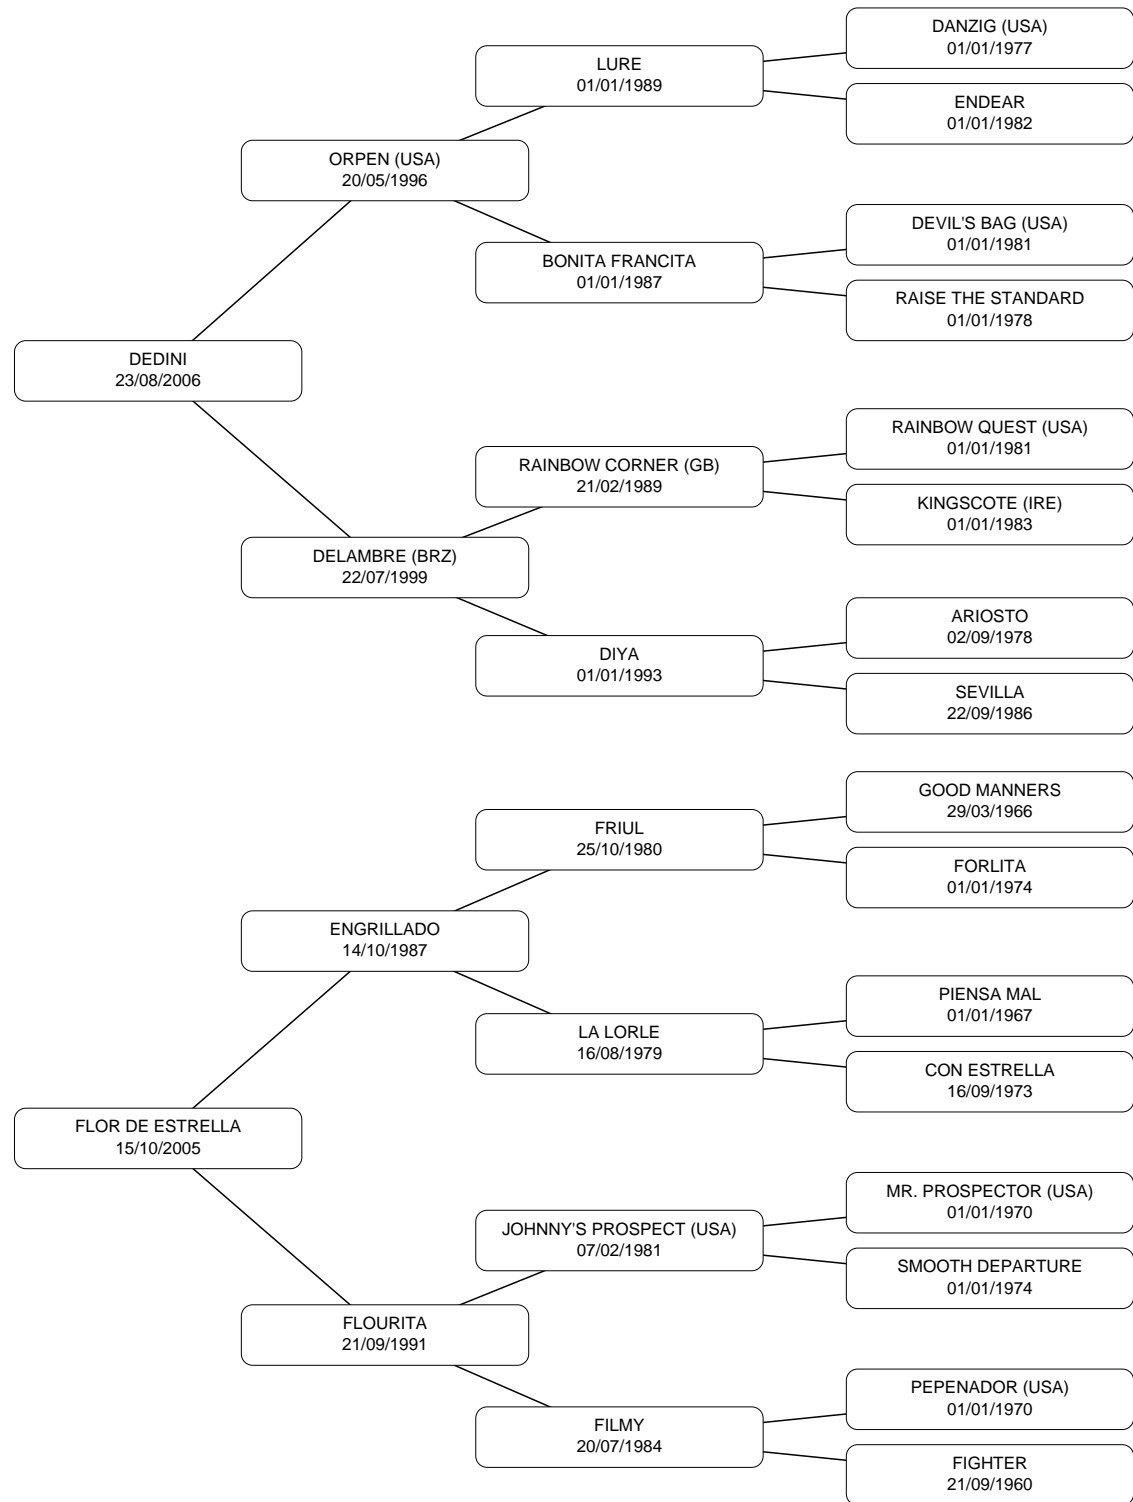 DANZIG (USA)
01/01/1977
LURE
01/01/1989
ENDEAR
01/01/1982
ORPEN (USA)
20/05/1996
DEVIL'S BAG (USA)
01/01/1981
BONITA FRANCITA
01/01/1987
RAISE THE STANDARD
01/01/1978
DEDINI
23/08/2006
RAINBOW QUEST (USA)
01/01/1981
RAINBOW CORNER (GB)
21/02/1989
KINGSCOTE (IRE)
01/01/1983
DELAMBRE (BRZ)
22/07/1999
ARIOSTO
02/09/1978
DIYA
01/01/1993
SEVILLA
22/09/1986
GOOD MANNERS
29/03/1966
FRIUL
25/10/1980
FORLITA
01/01/1974
ENGRILLADO
14/10/1987
PIENSA MAL
01/01/1967
LA LORLE
16/08/1979
CON ESTRELLA
16/09/1973
FLOR DE ESTRELLA
15/10/2005
MR. PROSPECTOR (USA)
01/01/1970
JOHNNY'S PROSPECT (USA)
07/02/1981
SMOOTH DEPARTURE
01/01/1974
FLOURITA
21/09/1991
PEPENADOR (USA)
01/01/1970
FILMY
20/07/1984
FIGHTER
21/09/1960